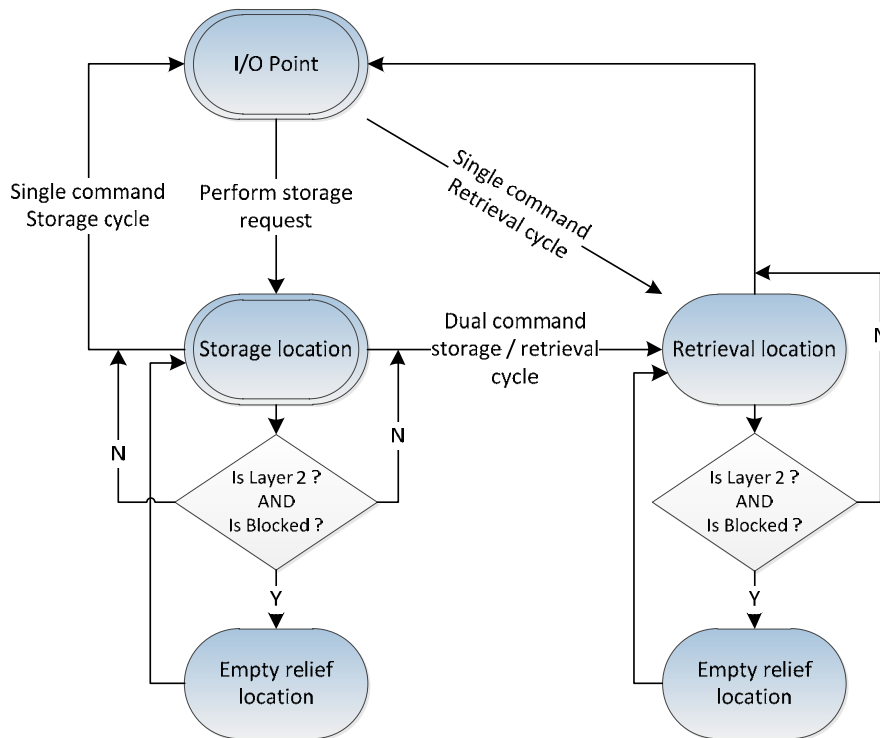 I/O Point
Single command
Storage cycle
Perform storage
request
Single command
Retrieval cycle
Storage location
Dual command
storage / retrieval
cycle
Retrieval location
N
N
N
Is Layer 2 ?
AND
Is Blocked ?
Is Layer 2 ?
AND
Is Blocked ?
Y
Y
Empty relief
location
Empty relief
location